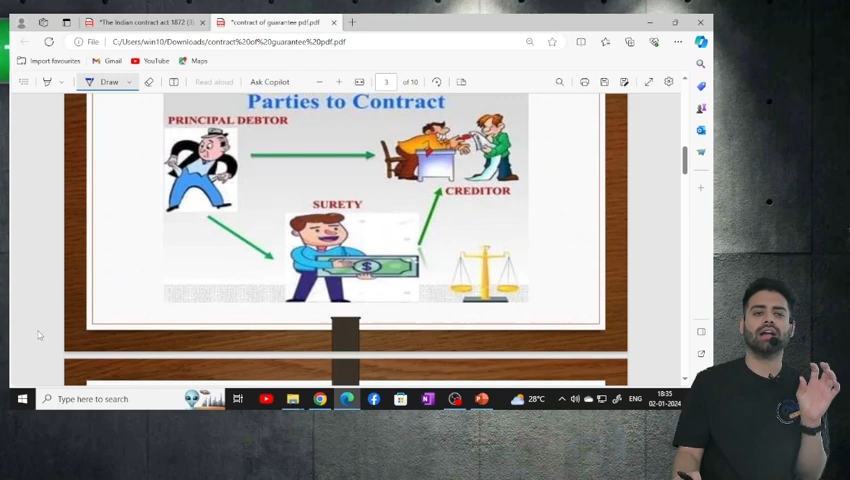 *The Indian contract act 1872 (3)
*contract of guarantee pdf.pdf
File
C:/Users/win10/Downloads/contract%20of%20guarantee%20pdf.pdf
Import favourites
Gmail
YouTube
Maps
Draw
Read aloud
Ask Copilot
3
of 10
Parties to Contract
PRINCIPAL DEBTOR
CREDITOR
SURETY
$
Type here to search
28°C
ENG
18:35
02-01-2024